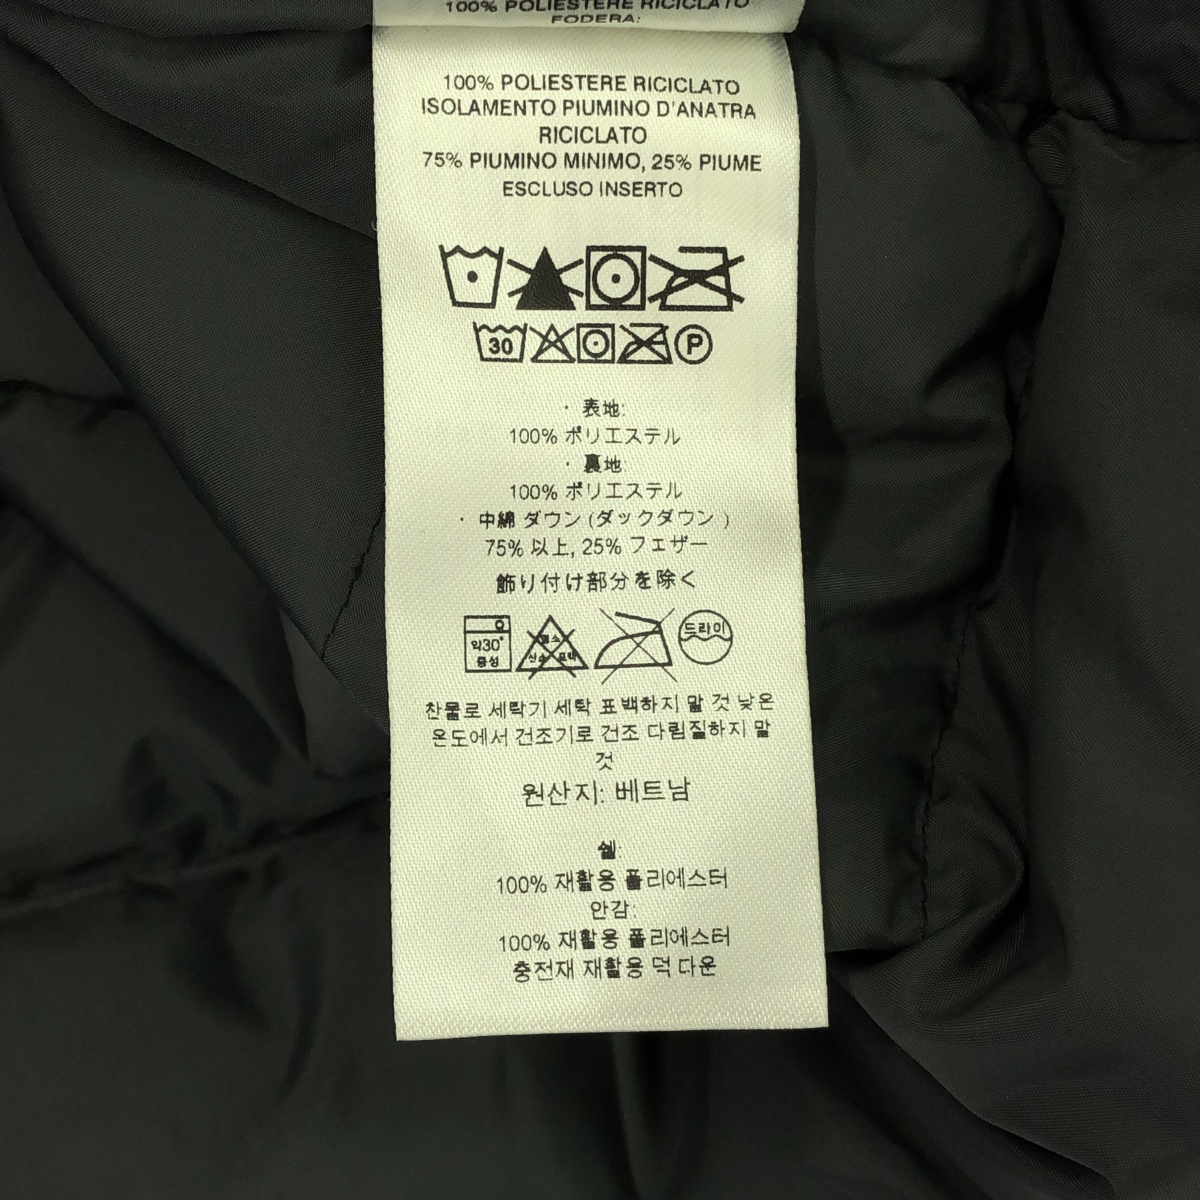 100% POLIESTERE RICICLATO
FODERA:
100% POLIESTERE RICICLATO
ISOLAMENTO PIUMINO D'ANATRA
RICICLATO
75% PIUMINO MINIMO, 25% PIUME
ESCLUSO INSERTO
30 P
・表地:
100% ポリエステル
・裏地:
100% ポリエステル
・中綿 ダウン (ダックダウン )
75% 以上, 25% フェザー
飾り付け部分を除く
약30° 중성 드라이
찬물로 세탁기 세탁 표백하지 말 것 낮은
온도에서 건조기로 건조 다림질하지 말
것
원산지: 베트남
쉘:
100% 재활용 폴리에스터
안감:
100% 재활용 폴리에스터
충전재 재활용 덕 다운